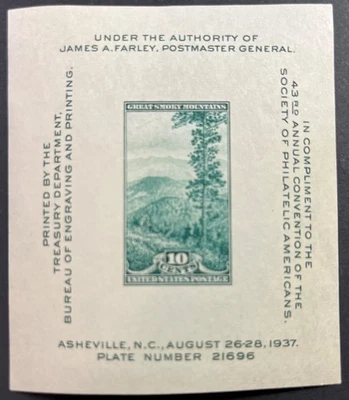 UNDER THE AUTHORITY OF
JAMES A. FARLEY, POSTMASTER GENERAL.
PRINTED BY THE
TREASURY DEPARTMENT,
BUREAU OF ENGRAVING AND PRINTING.
GREAT SMOKY MOUNTAINS
10
CENTS
UNITED STATES POSTAGE
IN COMPLIMENT TO THE
43RD ANNUAL CONVENTION OF THE
SOCIETY OF PHILATELIC AMERICANS.
ASHEVILLE, N.C., AUGUST 26-28, 1937.
PLATE NUMBER 21696